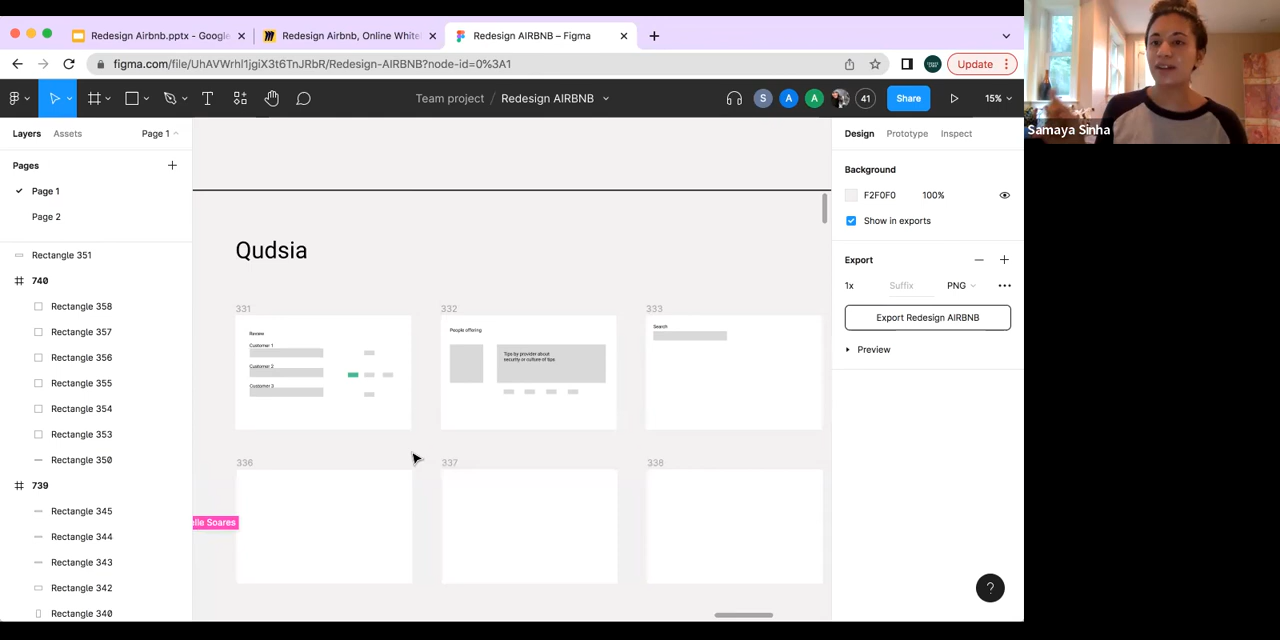 Redesign Airbnb.pptx - Google
Redesign Airbnb, Online White
Redesign AIRBNB – Figma
figma.com/file/UhAVWrhl1jgiX3t6TnJRbR/Redesign-AIRBNB?node-id=0%3A1
Update
Team project / Redesign AIRBNB
S A A 41 Share 15%
Layers Assets Page 1
Pages
Page 1
Page 2
Rectangle 351
740
Rectangle 358
Rectangle 357
Rectangle 356
Rectangle 355
Rectangle 354
Rectangle 353
Rectangle 350
739
Rectangle 345
Rectangle 344
Rectangle 343
Rectangle 342
Rectangle 340
Qudsia
331 332 333
Review
Customer 1
Customer 2
Customer 3
People offering
Tips by provider about
security or culture of tips
Search
336 337 338
lie Soares
Design Prototype Inspect
Background
F2F0F0 100%
Show in exports
Export
1x Suffix PNG
Export Redesign AIRBNB
Preview
?
Samaya Sinha